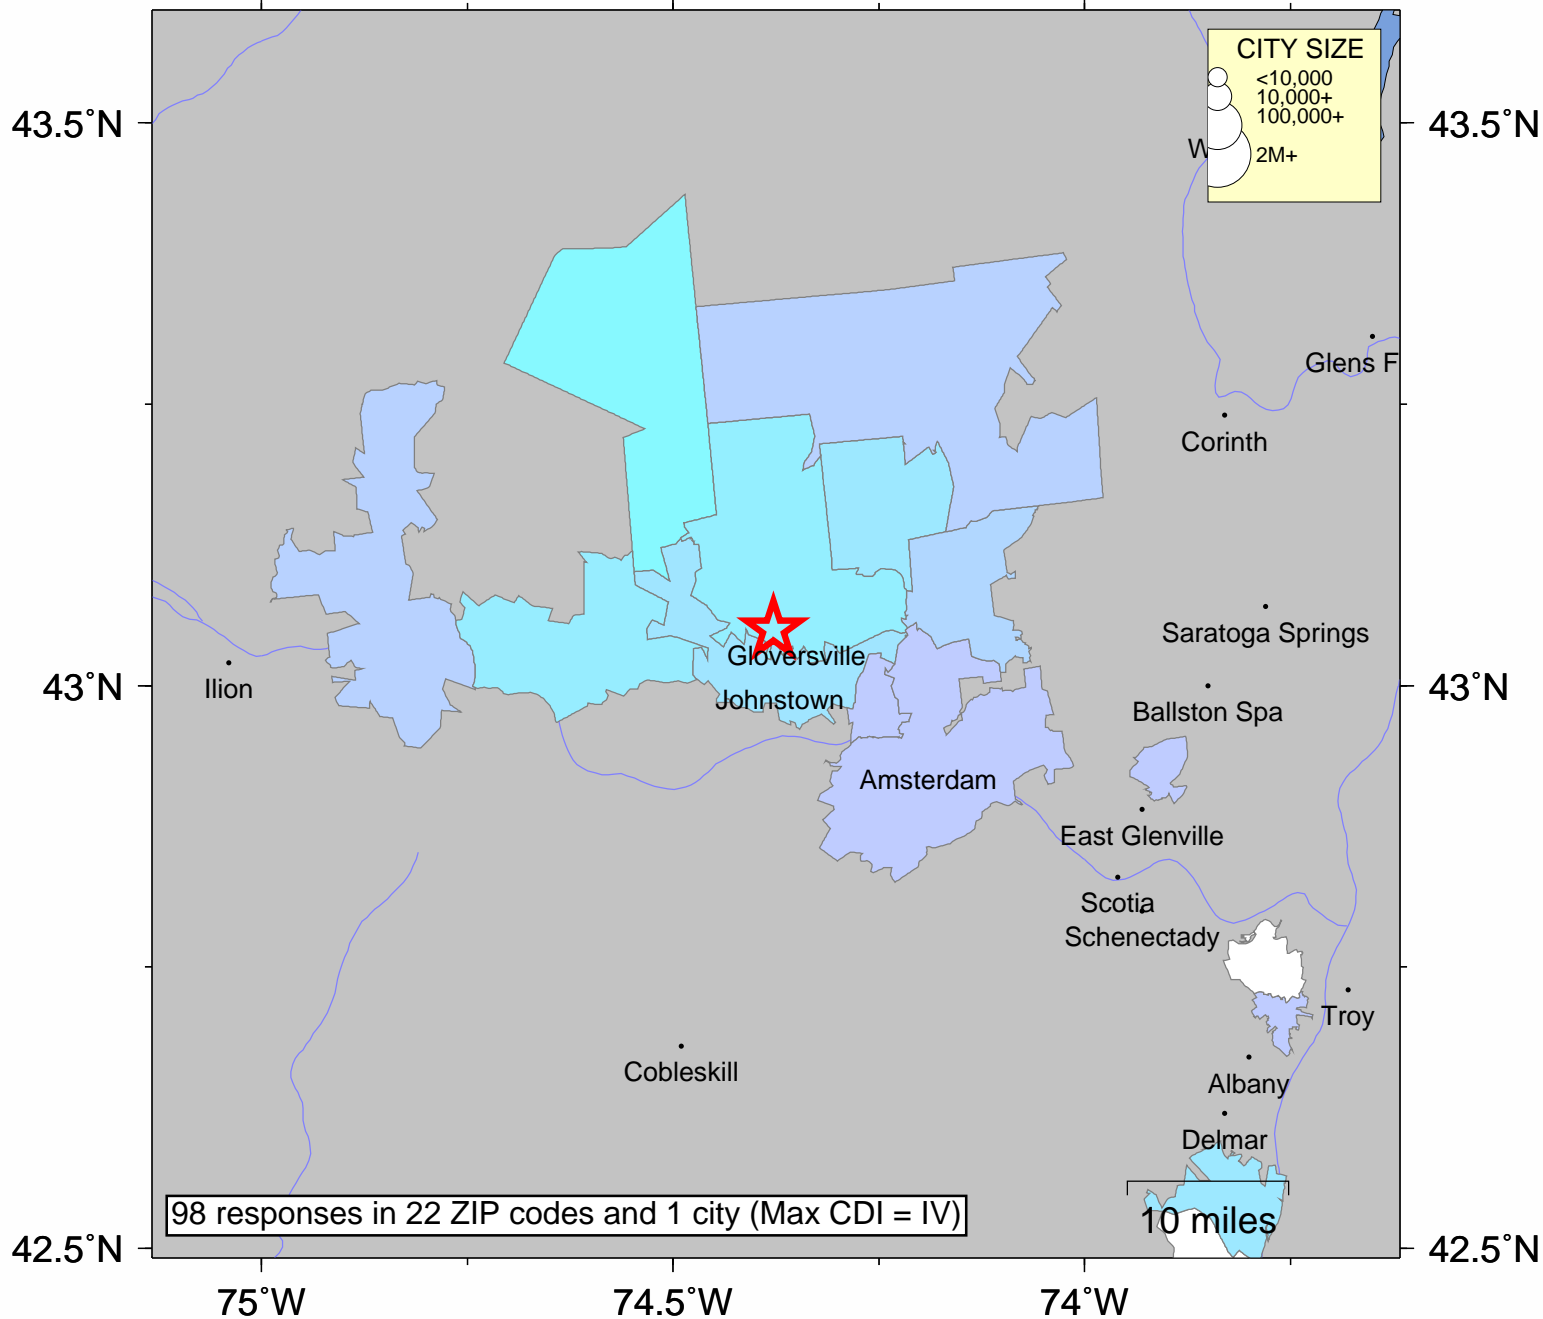 CITY SIZE
<10,000
10,000+
100,000+
2M+
43.5°N
43.5°N
W
Glens F
Corinth
Saratoga Springs
Gloversville
43°N
43°N
Ilion
Johnstown
Ballston Spa
Amsterdam
East Glenville
Scotia
Schenectady
Troy
Cobleskill
Albany
Delmar
98 responses in 22 ZIP codes and 1 city (Max CDI = IV)
10 miles
42.5°N
42.5°N
75°W
74.5°W
74°W